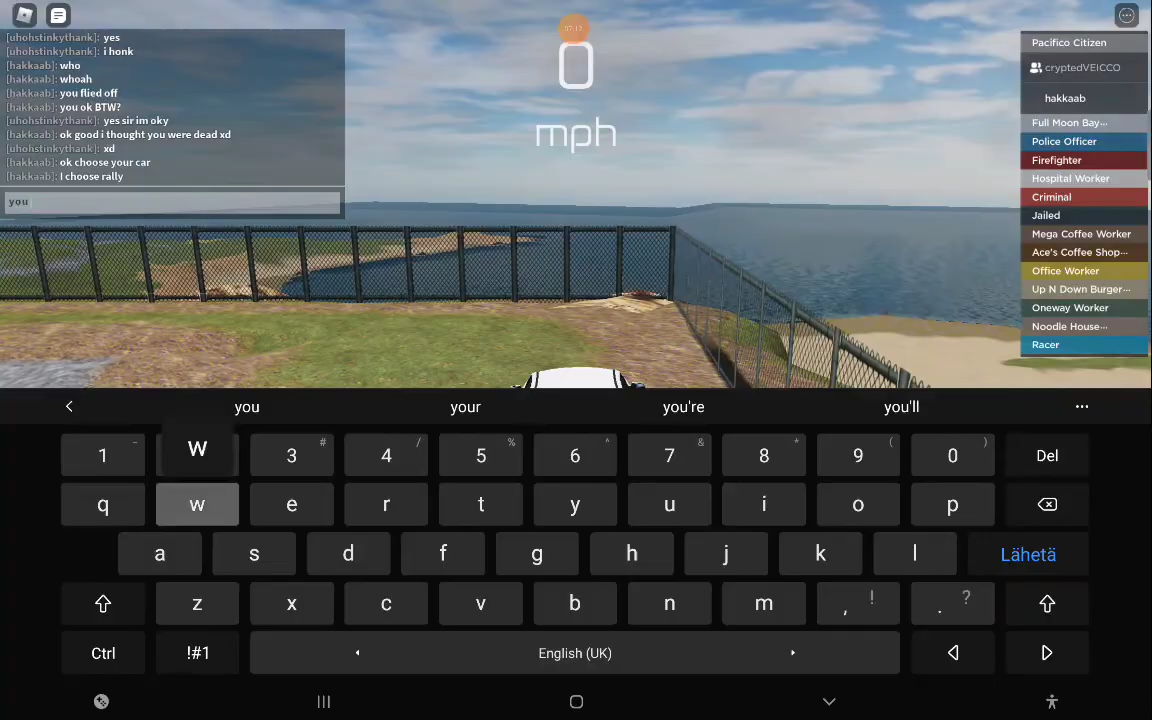 [uhohstinkythank]: yes
[uhohstinkythank]: i honk
[hakkaab]: who
[hakkaab]: whoah
[hakkaab]: you flied off
[hakkaab]: you ok BTW?
[uhohstinkythank]: yes sir im oky
[hakkaab]: ok good i thought you were dead xd
[uhohstinkythank]: xd
[hakkaab]: ok choose your car
[hakkaab]: I choose rally
you
07:12
0
mph
Pacifico Citizen
cryptedVEICCO
hakkaab
Full Moon Bay...
Police Officer
Firefighter
Hospital Worker
Criminal
Jailed
Mega Coffee Worker
Ace's Coffee Shop...
Office Worker
Up N Down Burger...
Oneway Worker
Noodle House...
Racer
you your you're you'll
1 - w 3 # 4 / 5 % 6 ^ 7 & 8 * 9 ( 0 ) Del
q w e r t y u i o p
a s d f g h j k l Lähetä
z x c v b n m , ! . ?
Ctrl !#1 English (UK)